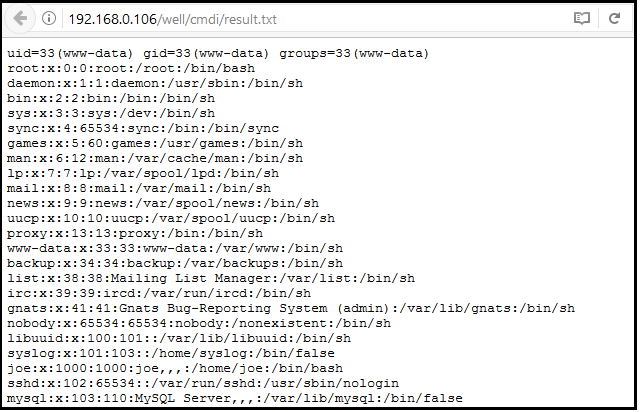 192.168.0.106/well/cmdi/result.txt
uid=33(www-data) gid=33(www-data) groups=33(www-data)
root:x:0:0:root:/root:/bin/bash
daemon:x:1:1:daemon:/usr/sbin:/bin/sh
bin:x:2:2:bin:/bin:/bin/sh
sys:x:3:3:sys:/dev:/bin/sh
sync:x:4:65534:sync:/bin:/bin/sync
games:x:5:60:games:/usr/games:/bin/sh
man:x:6:12:man:/var/cache/man:/bin/sh
lp:x:7:7:lp:/var/spool/lpd:/bin/sh
mail:x:8:8:mail:/var/mail:/bin/sh
news:x:9:9:news:/var/spool/news:/bin/sh
uucp:x:10:10:uucp:/var/spool/uucp:/bin/sh
proxy:x:13:13:proxy:/bin:/bin/sh
www-data:x:33:33:www-data:/var/www:/bin/sh
backup:x:34:34:backup:/var/backups:/bin/sh
list:x:38:38:Mailing List Manager:/var/list:/bin/sh
irc:x:39:39:ircd:/var/run/ircd:/bin/sh
gnats:x:41:41:Gnats Bug-Reporting System (admin):/var/lib/gnats:/bin/sh
nobody:x:65534:65534:nobody:/nonexistent:/bin/sh
libuuid:x:100:101::/var/lib/libuuid:/bin/sh
syslog:x:101:103::/home/syslog:/bin/false
joe:x:1000:1000:joe,,,:/home/joe:/bin/bash
sshd:x:102:65534::/var/run/sshd:/usr/sbin/nologin
mysql:x:103:110:MySQL Server,,,:/var/lib/mysql:/bin/false